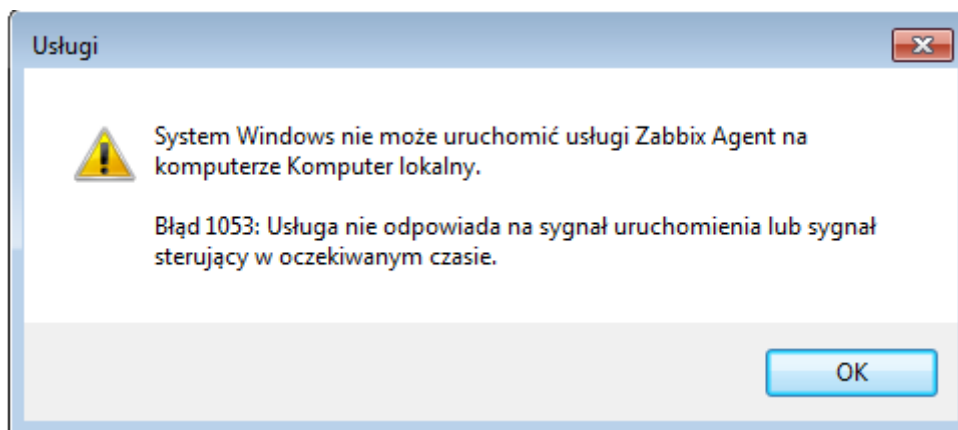 Usługi
System Windows nie może uruchomić usługi Zabbix Agent na
komputerze Komputer lokalny.
Błąd 1053: Usługa nie odpowiada na sygnał uruchomienia lub sygnał
sterujący w oczekiwanym czasie.
OK